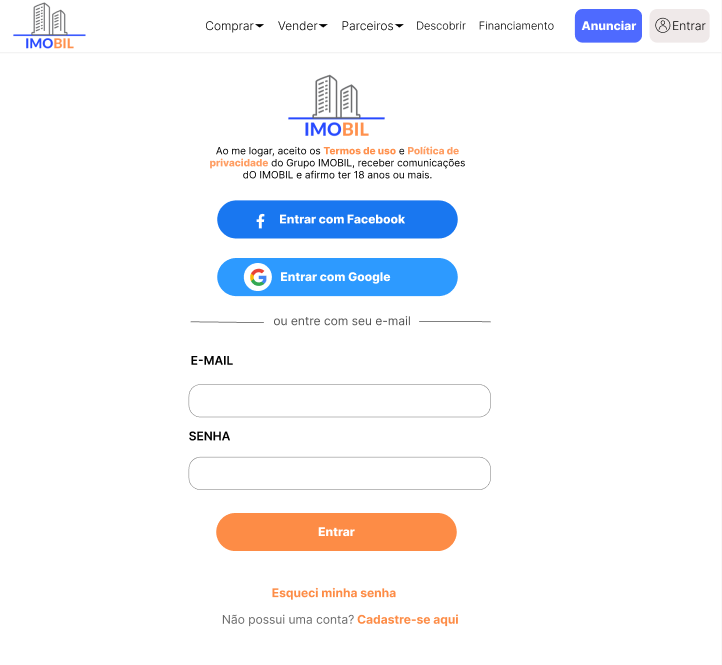 IMOBIL
Comprar Vender Parceiros Descobrir Financiamento Anunciar Entrar
IMOBIL
Ao me logar, aceito os Termos de uso e Política de
privacidade do Grupo IMOBIL, receber comunicações
dO IMOBIL e afirmo ter 18 anos ou mais.
Entrar com Facebook
Entrar com Google
ou entre com seu e-mail
E-MAIL
SENHA
Entrar
Esqueci minha senha
Não possui uma conta? Cadastre-se aqui